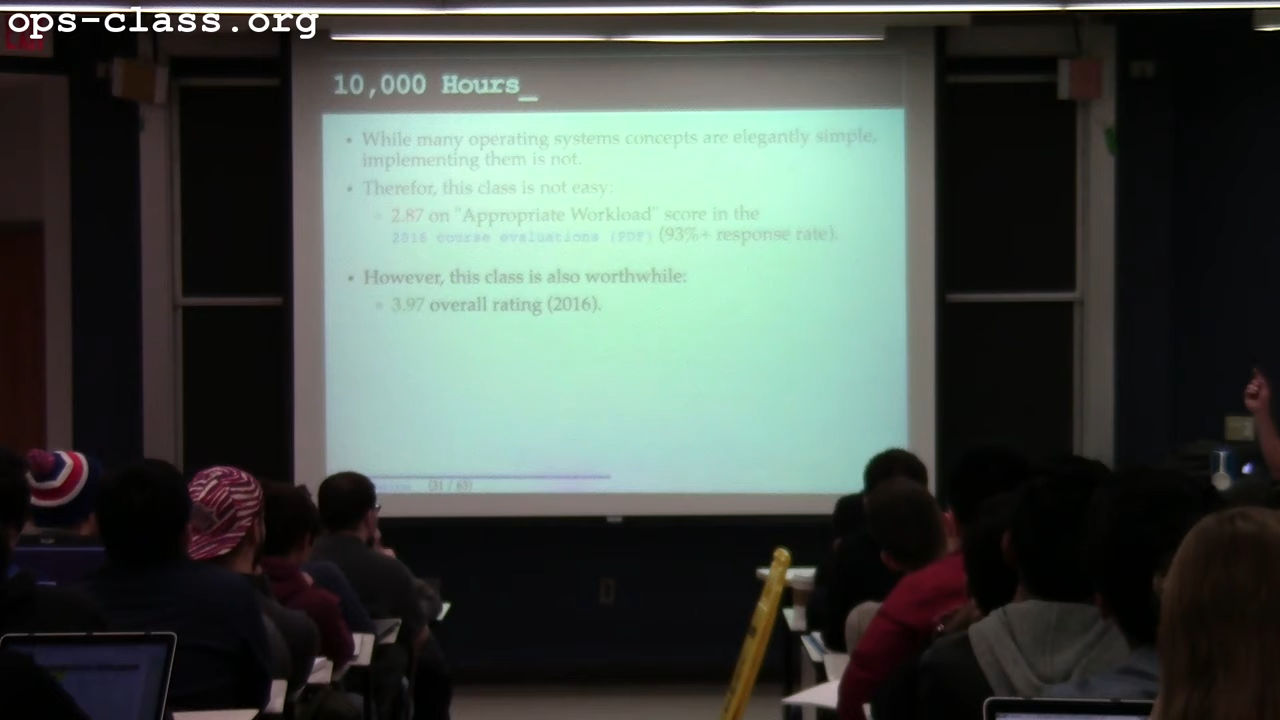 ops-class.org
10,000 Hours_
• While many operating systems concepts are elegantly simple,
implementing them is not.
• Therefor, this class is not easy:
• 2.87 on "Appropriate Workload" score in the
2016 course evaluations (PDF) (93%+ response rate).
• However, this class is also worthwhile:
• 3.97 overall rating (2016).
(31 / 63)